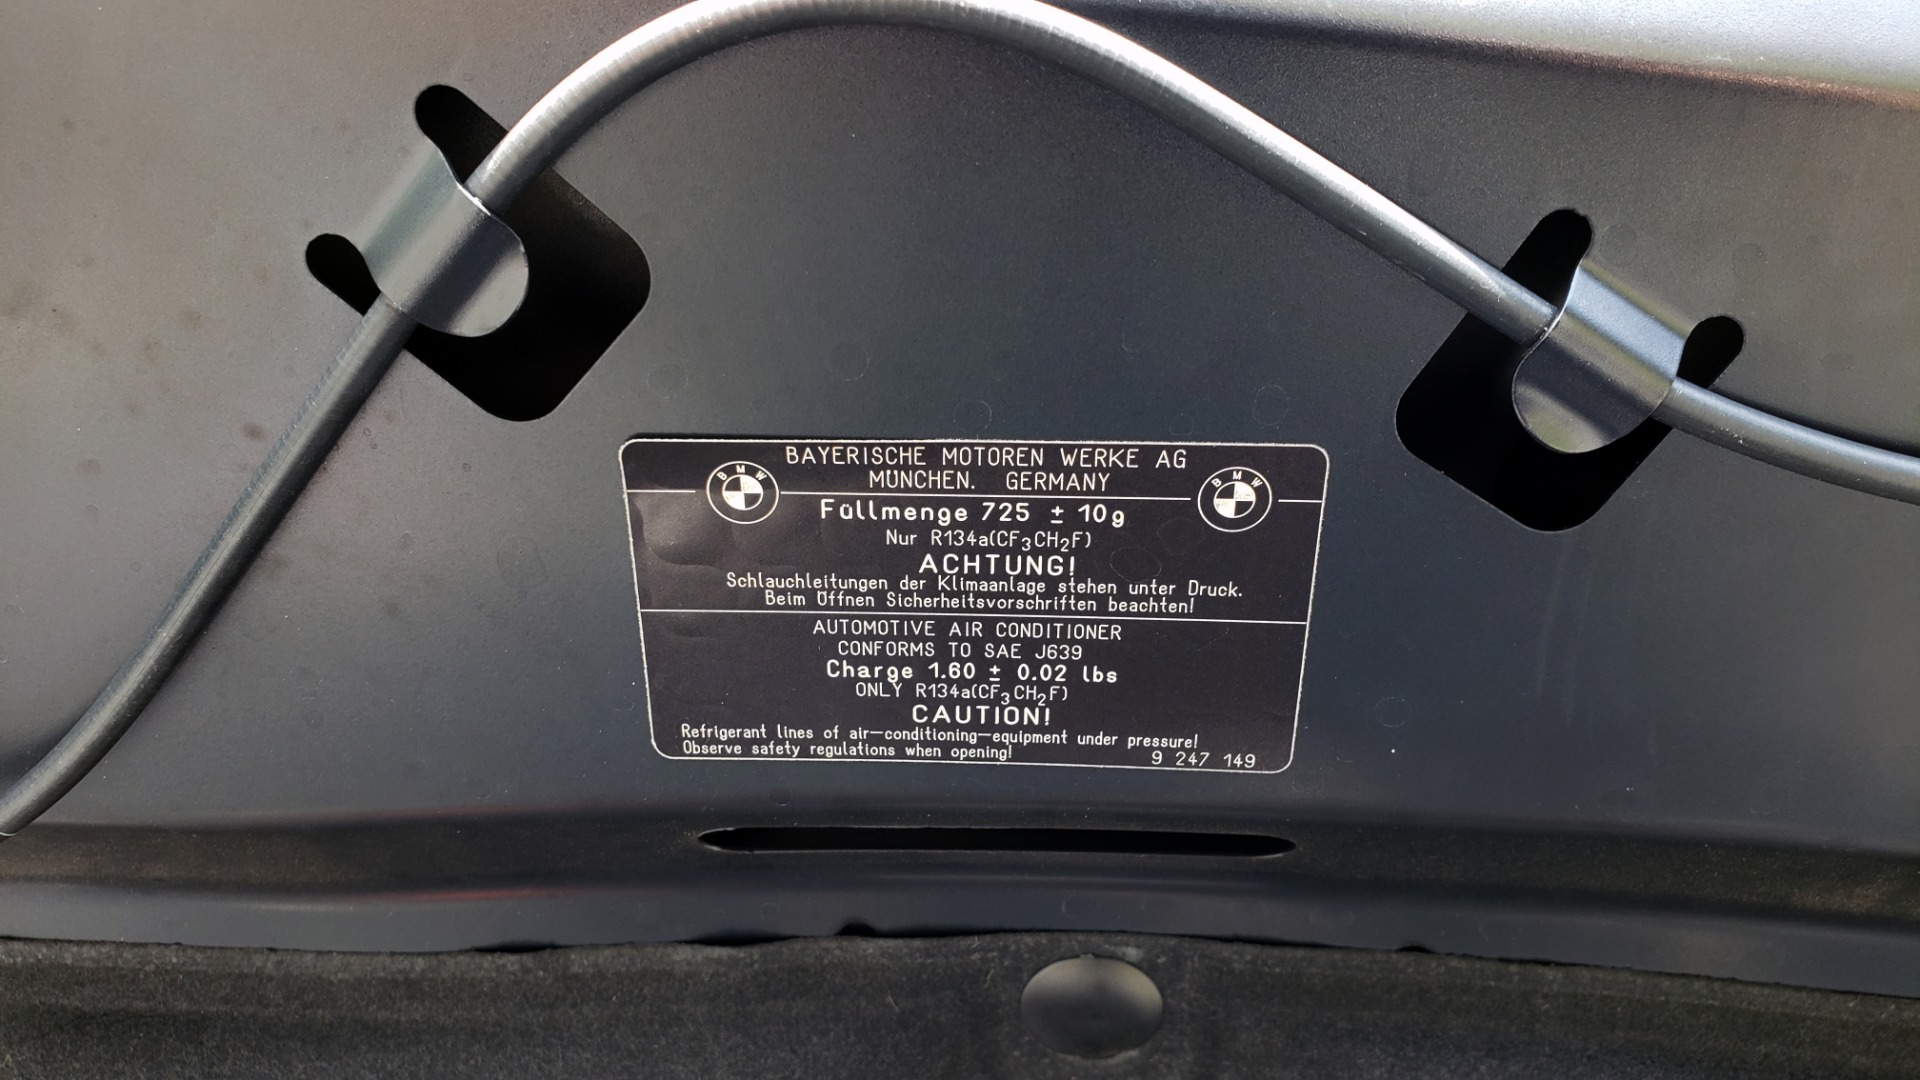 BAYERISCHE MOTOREN WERKE AG
MÜNCHEN. GERMANY
BMW
BMW
Füllmenge 725 ± 10g
Nur R134a(CF₃CH₂F)
ACHTUNG!
Schlauchleitungen der Klimaanlage stehen unter Druck.
Beim Öffnen Sicherheitsvorschriften beachten!
AUTOMOTIVE AIR CONDITIONER
CONFORMS TO SAE J639
Charge 1.60 ± 0.02 lbs
ONLY R134a(CF₃CH₂F)
CAUTION!
Refrigerant lines of air—conditioning—equipment under pressure!
Observe safety regulations when opening!
9 247 149